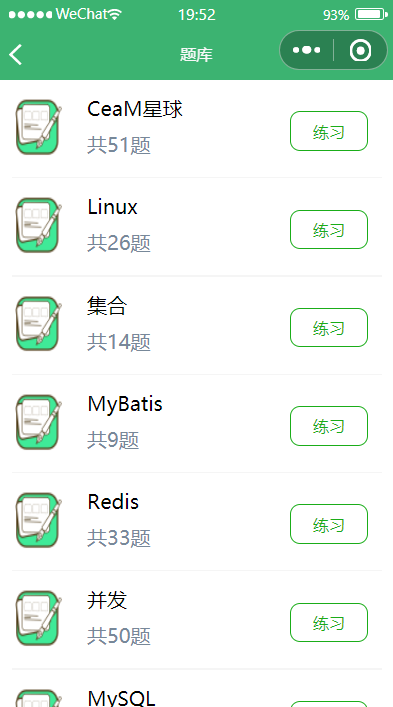 WeChat 19:52 93%
题库
CeaM星球
共51题
练习
Linux
共26题
练习
集合
共14题
练习
MyBatis
共9题
练习
Redis
共33题
练习
并发
共50题
练习
MySQL